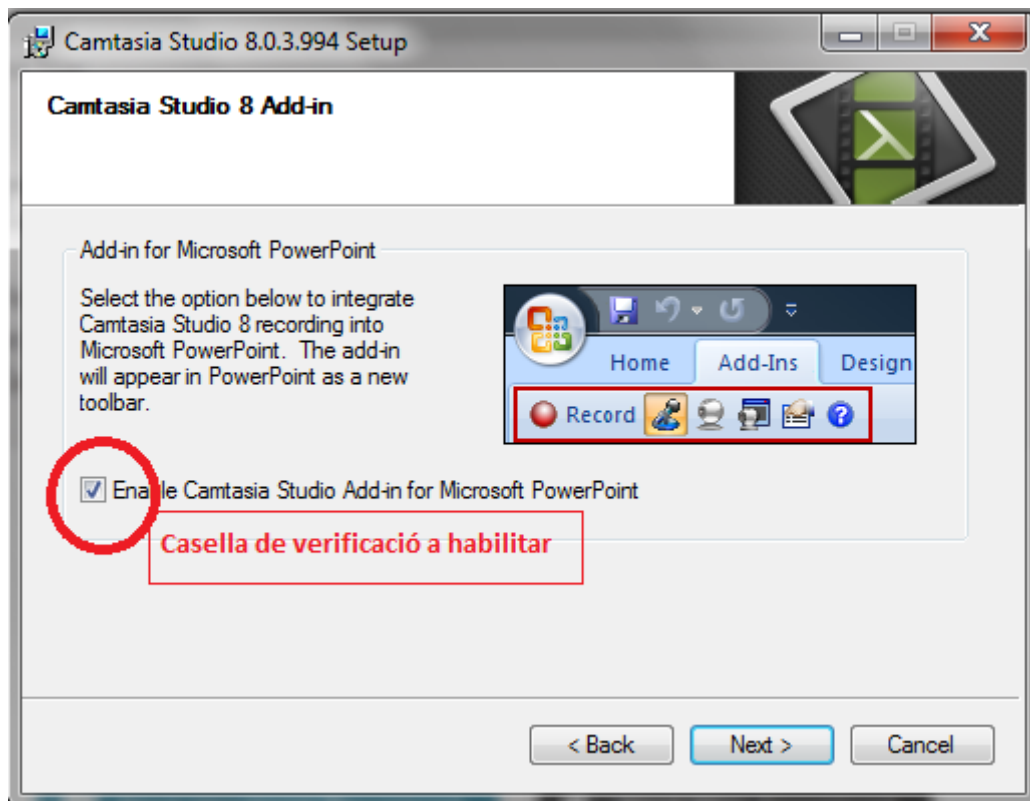 Camtasia Studio 8.0.3.994 Setup
Camtasia Studio 8 Add-in
Add-in for Microsoft PowerPoint
Select the option below to integrate
Camtasia Studio 8 recording into
Microsoft PowerPoint. The add-in
will appear in PowerPoint as a new
toolbar.
Home Add-Ins Design
Record
Enable Camtasia Studio Add-in for Microsoft PowerPoint
Casella de verificació a habilitar
< Back Next > Cancel